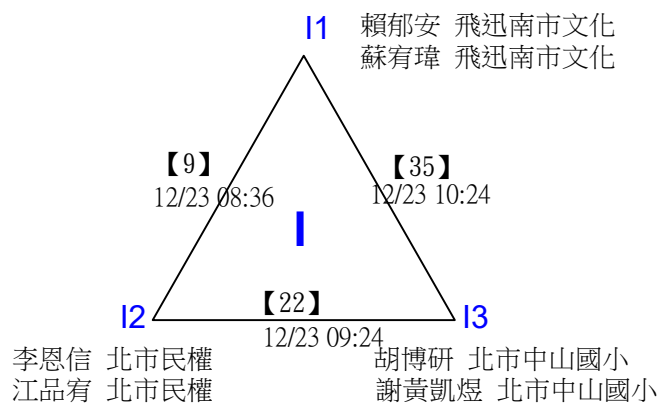 I1 賴郁安 飛迅南市文化
蘇宥瑋 飛迅南市文化
【9】
12/23 08:36
【35】
12/23 10:24
I
【22】
12/23 09:24
I2
I3
李恩信 北市民權
江品宥 北市民權
胡博研 北市中山國小
謝黃凱煜 北市中山國小